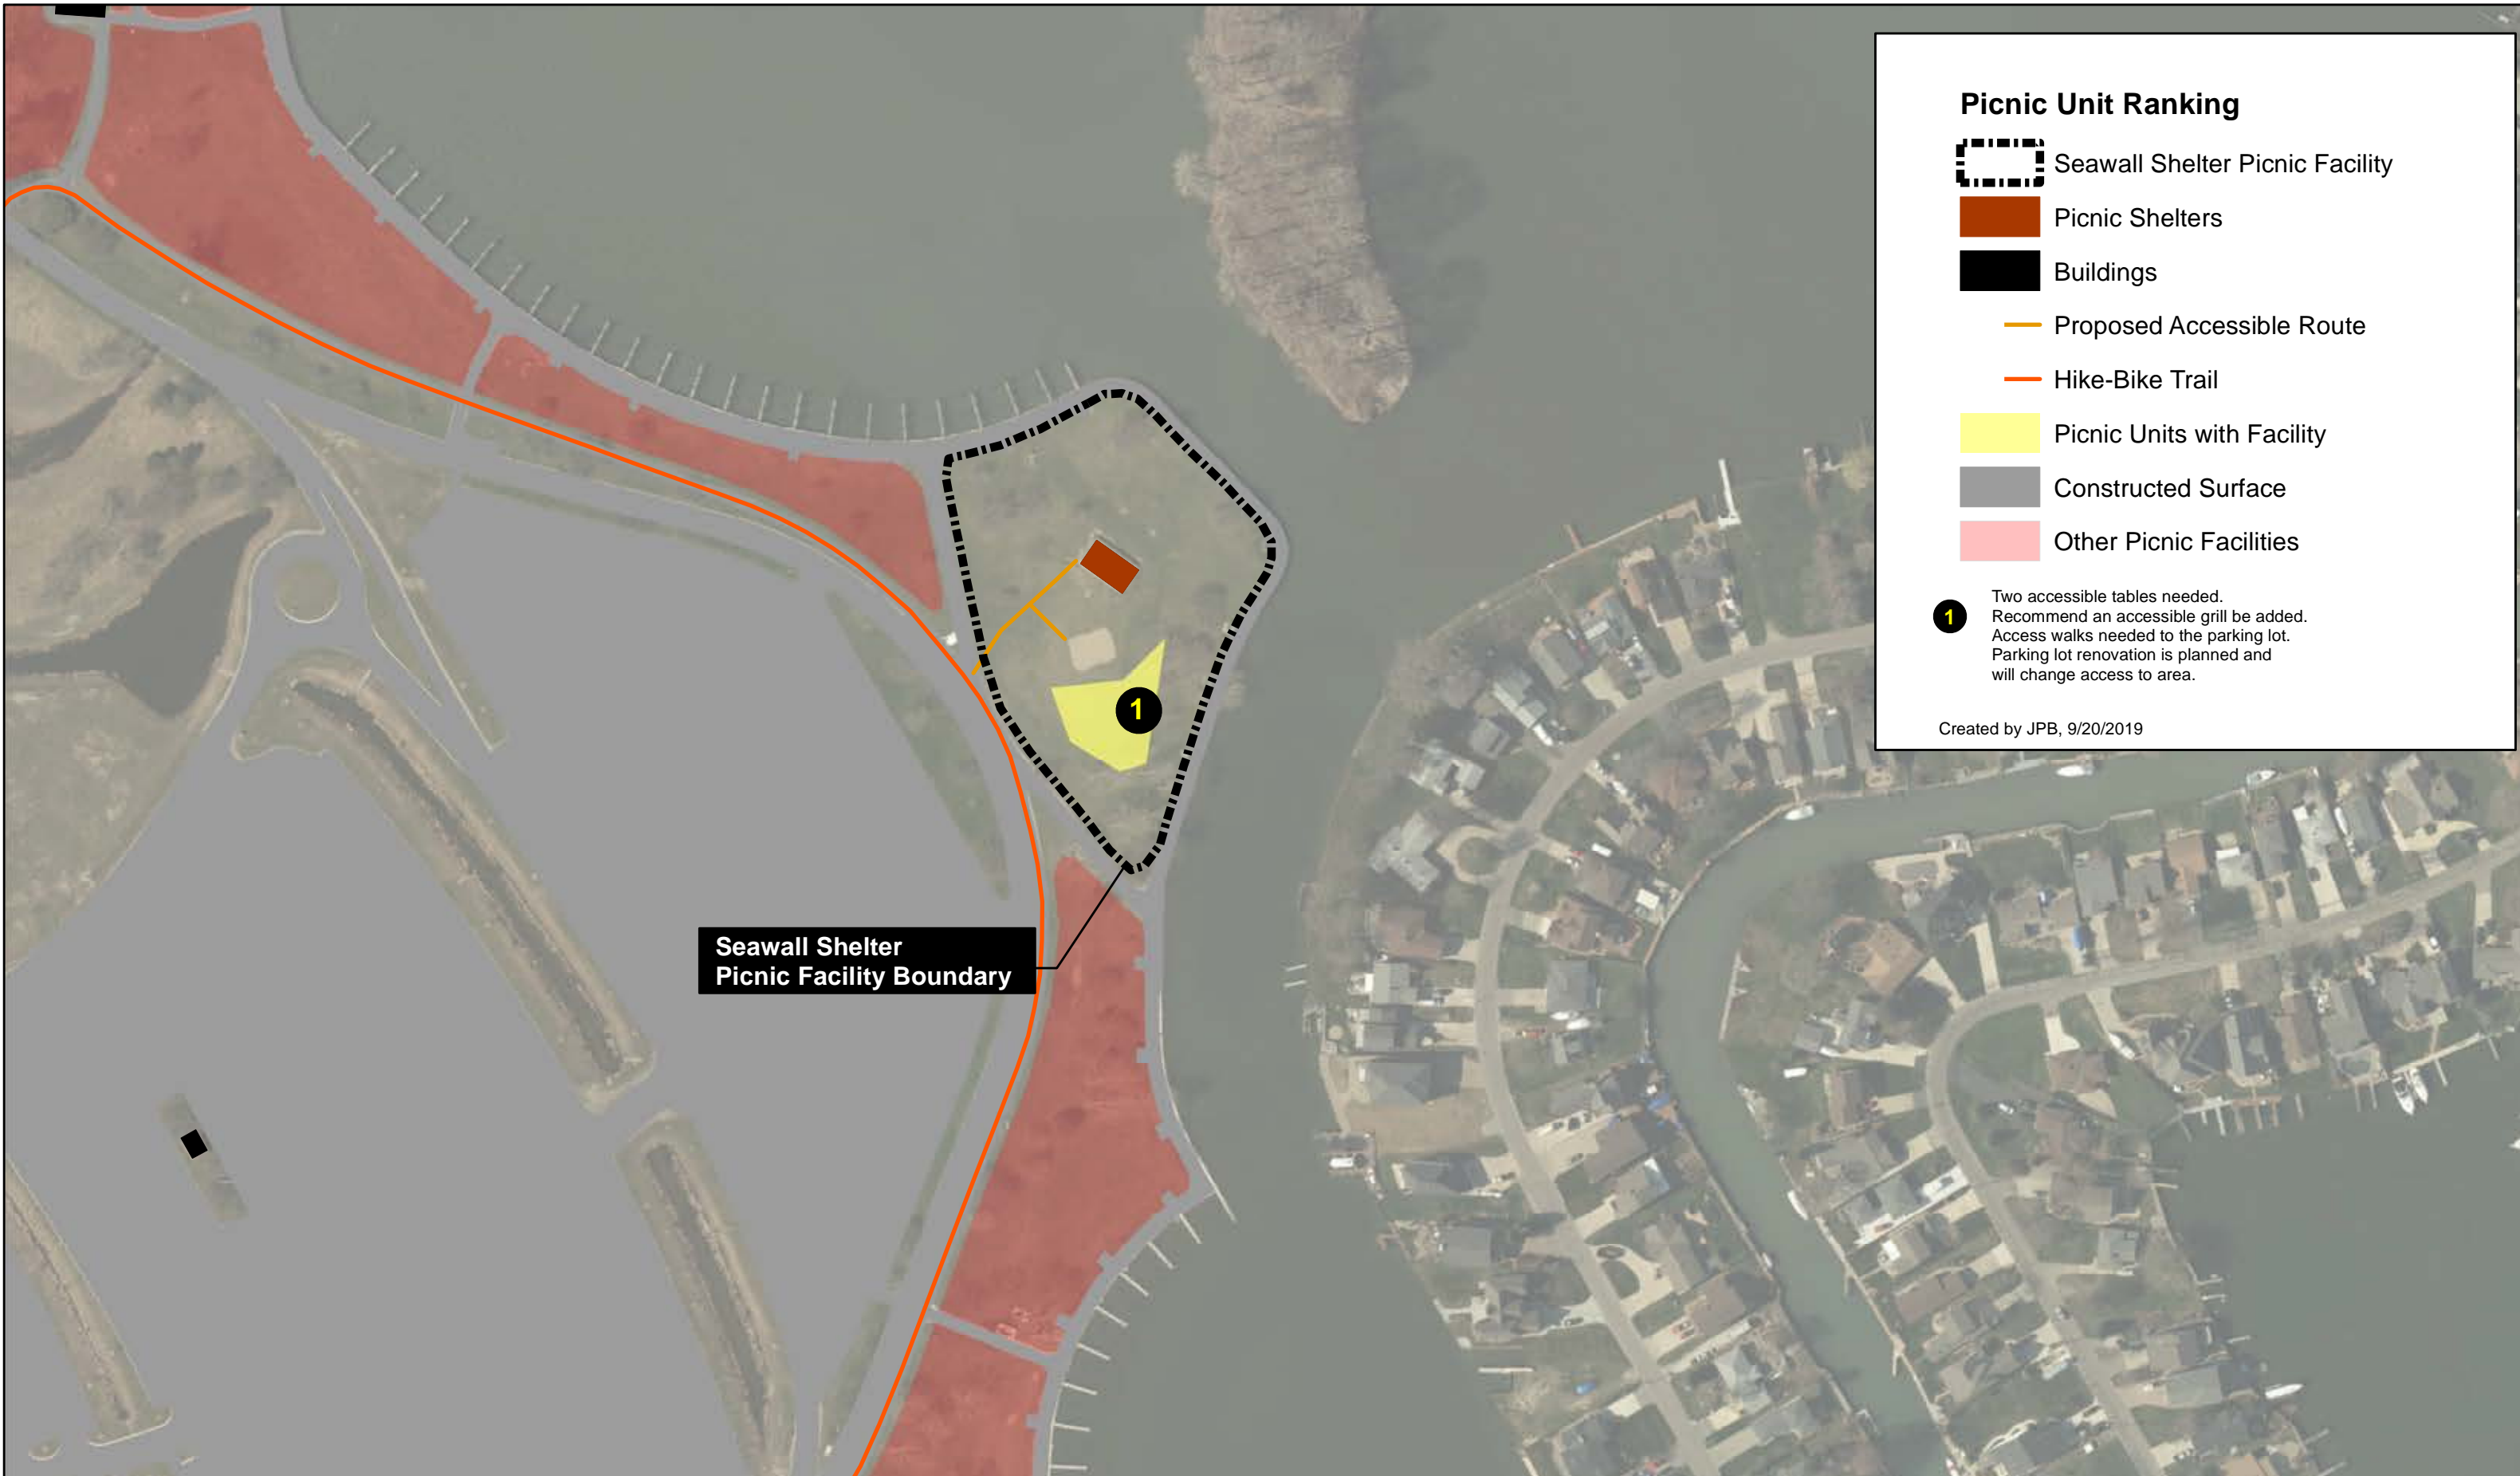 Picnic Unit Ranking
Seawall Shelter Picnic Facility
Picnic Shelters
Buildings
Proposed Accessible Route
Hike-Bike Trail
Picnic Units with Facility
Constructed Surface
Other Picnic Facilities
1
Two accessible tables needed.
Recommend an accessible grill be added.
Access walks needed to the parking lot.
Parking lot renovation is planned and
will change access to area.
Created by JPB, 9/20/2019
1
Seawall Shelter
Picnic Facility Boundary